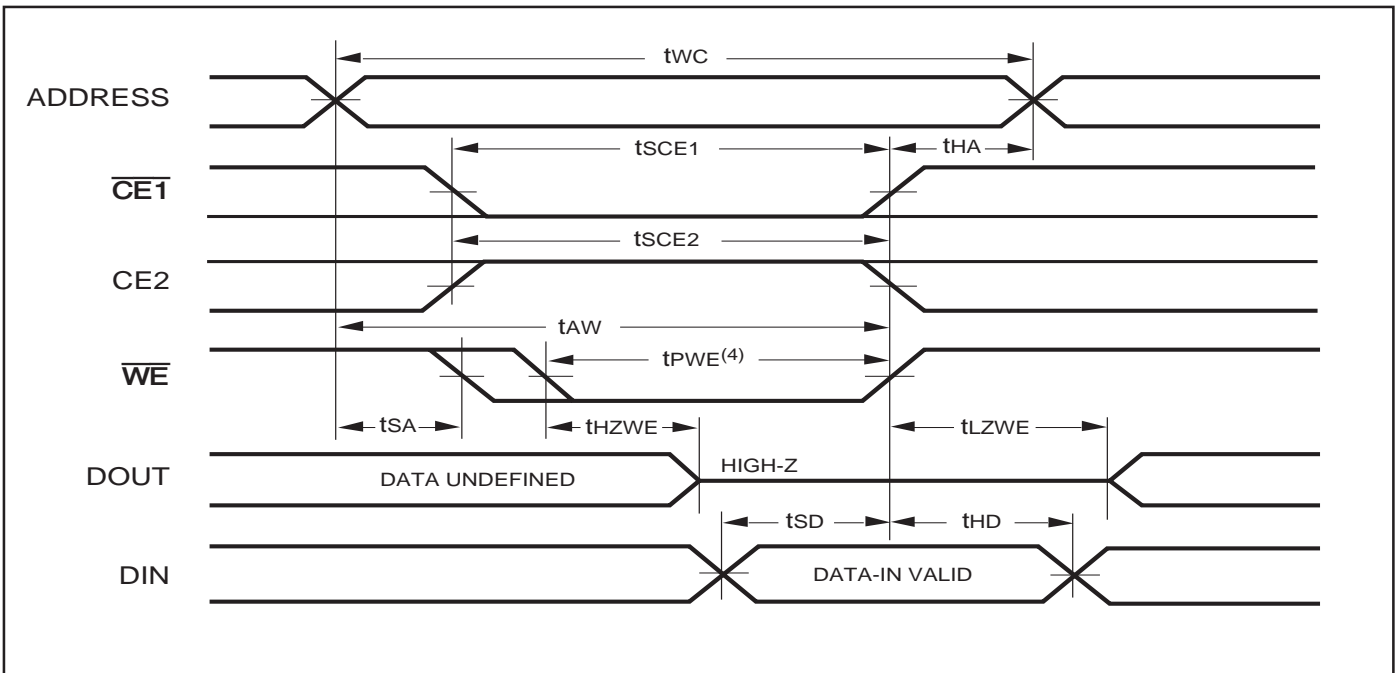 tWC
ADDRESS
tSCE1
tHA
CE1
tSCE2
CE2
tAW
WE
tPWE(4)
tSA
tHZWE
tLZWE
DOUT
DATA UNDEFINED
HIGH-Z
tSD
tHD
DIN
DATA-IN VALID